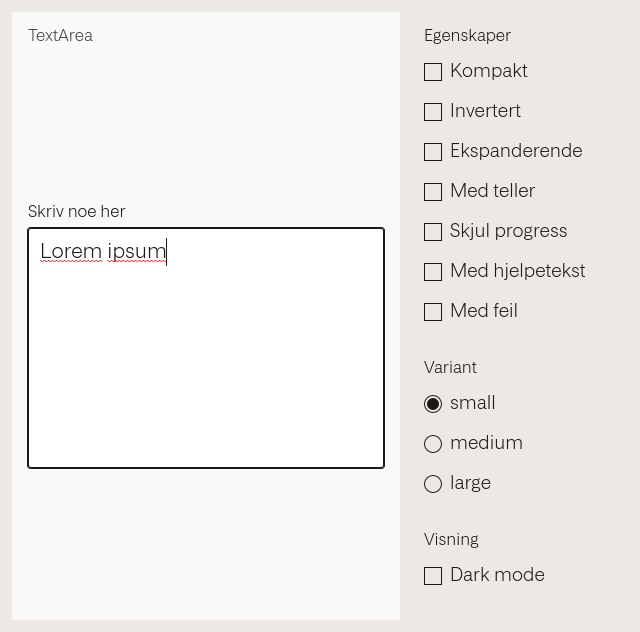 TextArea
Skriv noe her
Lorem ipsum
Egenskaper
Kompakt
Invertert
Ekspanderende
Med teller
Skjul progress
Med hjelpetekst
Med feil
Variant
small
medium
large
Visning
Dark mode